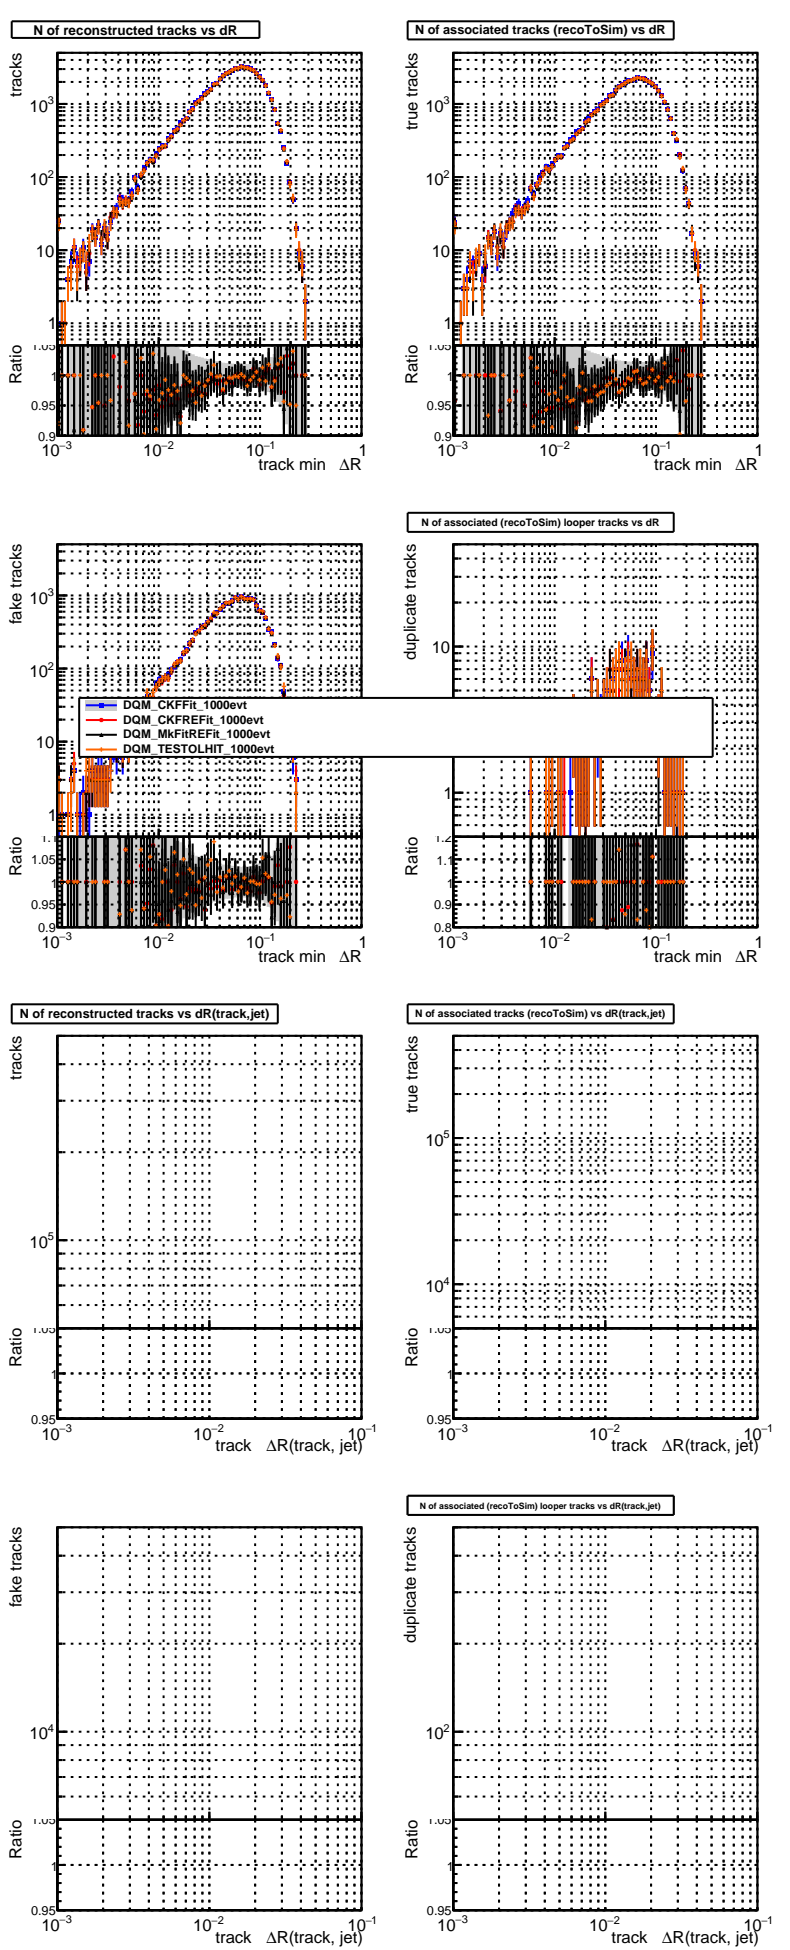 N of reconstructed tracks vs dR
tracks
10³
10²
10
1
Ratio
1.05
1
0.95
0.9
10⁻³
10⁻²
10⁻¹
1
track min ΔR
N of associated tracks (recoToSim) vs dR
true tracks
10³
10²
10
1
Ratio
1.05
1
0.95
0.9
10⁻³
10⁻²
10⁻¹
1
track min ΔR
fake tracks
10³
10²
10
1
Ratio
1.1
1.05
1
0.95
0.9
10⁻³
10⁻²
10⁻¹
1
track min ΔR
N of associated (recoToSim) looper tracks vs dR
duplicate tracks
10
1
Ratio
1.2
1.1
1
0.9
0.8
10⁻³
10⁻²
10⁻¹
1
track min ΔR
DQM_CKFFit_1000evt
DQM_CKFREFit_1000evt
DQM_MkFitREFit_1000evt
DQM_TESTOLHIT_1000evt
N of reconstructed tracks vs dR(track,jet)
tracks
10⁵
Ratio
1.05
1
0.95
10⁻³
10⁻²
10⁻¹
track ΔR(track, jet)
N of associated tracks (recoToSim) vs dR(track,jet)
true tracks
10⁵
10⁴
Ratio
1.05
1
0.95
10⁻³
10⁻²
10⁻¹
track ΔR(track, jet)
fake tracks
10⁴
Ratio
1.05
1
0.95
10⁻³
10⁻²
10⁻¹
track ΔR(track, jet)
N of associated (recoToSim) looper tracks vs dR(track,jet)
duplicate tracks
10²
Ratio
1.05
1
0.95
10⁻³
10⁻²
10⁻¹
track ΔR(track, jet)